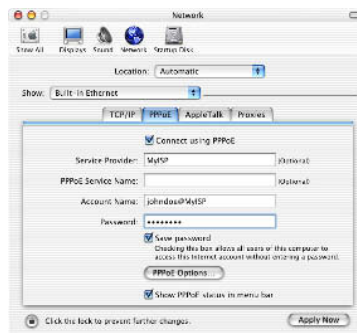 Network
Show All Displays Sound Network Startup Disk
Location: Automatic
Show: Built-in Ethernet
TCP/IP PPPoE AppleTalk Proxies
Connect using PPPoE
Service Provider: MyISP (Optional)
PPPoE Service Name: (Optional)
Account Name: johndoe@MyISP
Password: ••••••••
Save password
Checking this box allows all users of this computer to
access this Internet account without entering a password.
PPPoE Options...
Show PPPoE status in menu bar
Click the lock to prevent further changes. Apply Now